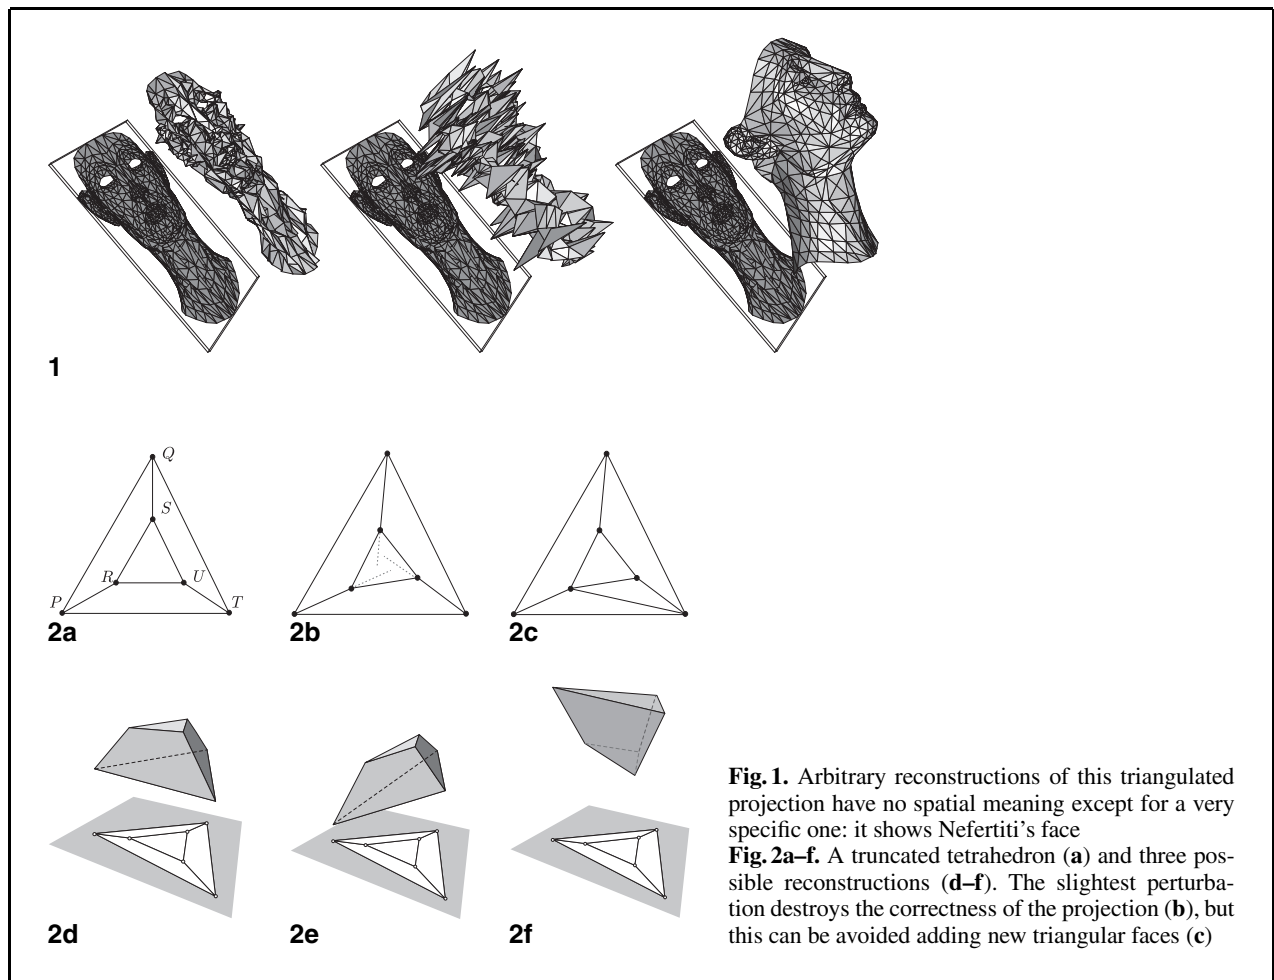 1
Q
S
R
U
P
T
2a
2b
2c
2d
2e
2f
Fig. 1. Arbitrary reconstructions of this triangulated
projection have no spatial meaning except for a very
specific one: it shows Nefertiti's face
Fig. 2a–f. A truncated tetrahedron (a) and three pos-
sible reconstructions (d–f). The slightest perturba-
tion destroys the correctness of the projection (b), but
this can be avoided adding new triangular faces (c)